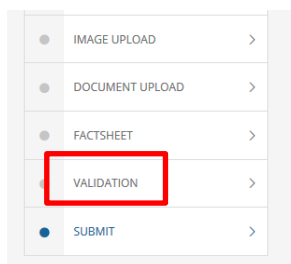 IMAGE UPLOAD
DOCUMENT UPLOAD
FACTSHEET
VALIDATION
SUBMIT